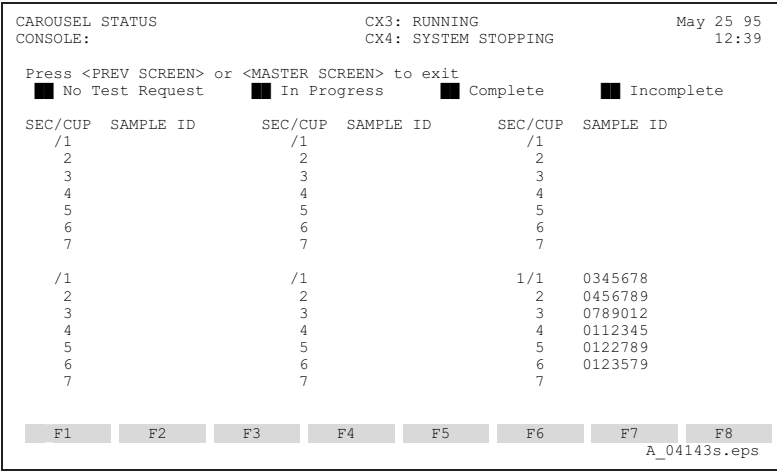 CAROUSEL STATUS CX3: RUNNING May 25 95
CONSOLE: CX4: SYSTEM STOPPING 12:39
Press <PREV SCREEN> or <MASTER SCREEN> to exit
No Test Request In Progress Complete Incomplete
SEC/CUP SAMPLE ID SEC/CUP SAMPLE ID SEC/CUP SAMPLE ID
/1 /1 /1
2 2 2
3 3 3
4 4 4
5 5 5
6 6 6
7 7 7
/1 /1 1/1 0345678
2 2 2 0456789
3 3 3 0789012
4 4 4 0112345
5 5 5 0122789
6 6 6 0123579
7 7 7
F1 F2 F3 F4 F5 F6 F7 F8
A_04143s.eps